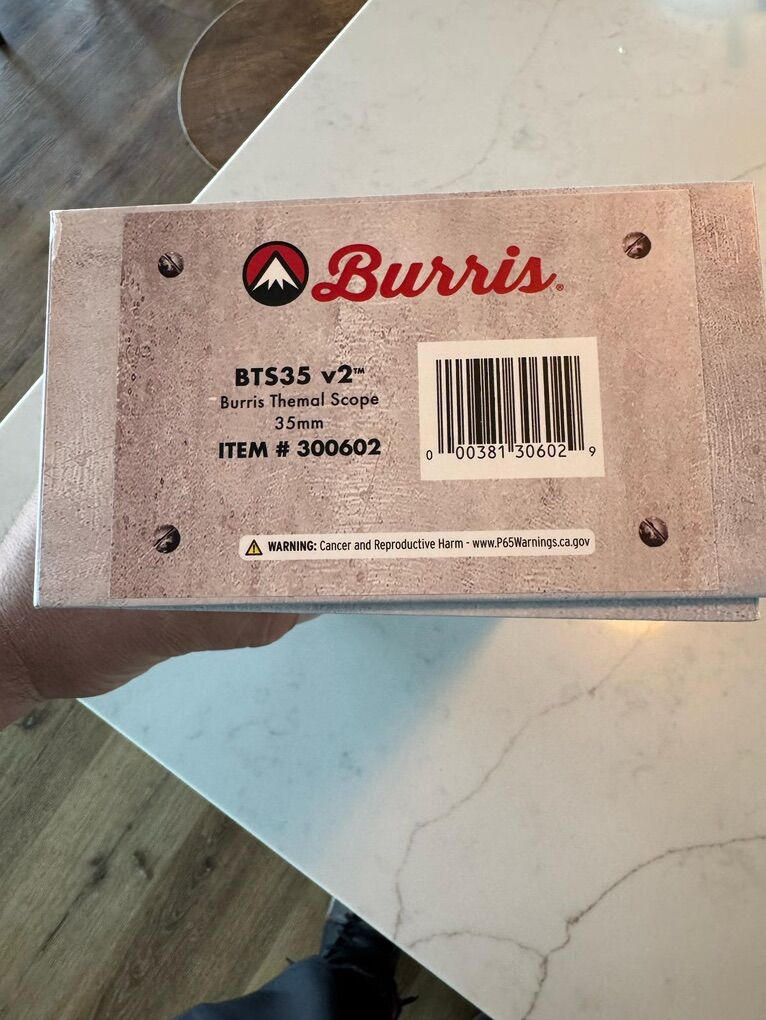 Burris®
BTS35 v2™
Burris Themal Scope
35mm
ITEM # 300602
0 00381 30602 9
WARNING: Cancer and Reproductive Harm - www.P65Warnings.ca.gov